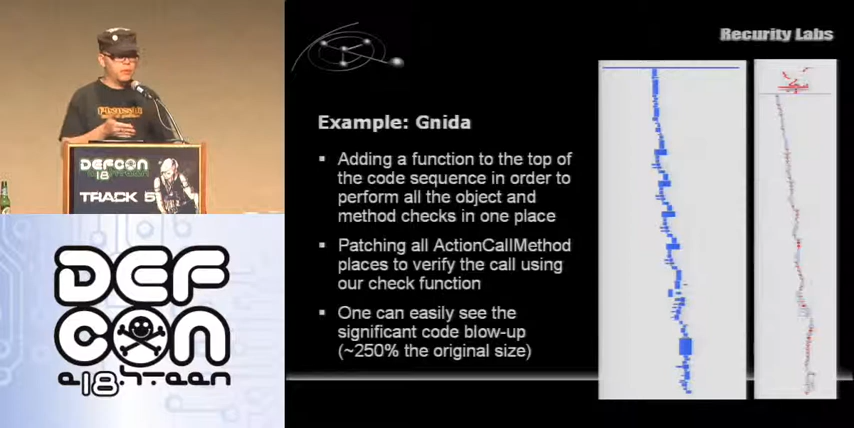 Recurity Labs
Example: Gnida
Adding a function to the top of
the code sequence in order to
perform all the object and
method checks in one place
Patching all ActionCallMethod
places to verify the call using
our check function
One can easily see the
significant code blow-up
(~250% the original size)
DEFCON
18
TRACK 5
DEF
CON
e18hteen